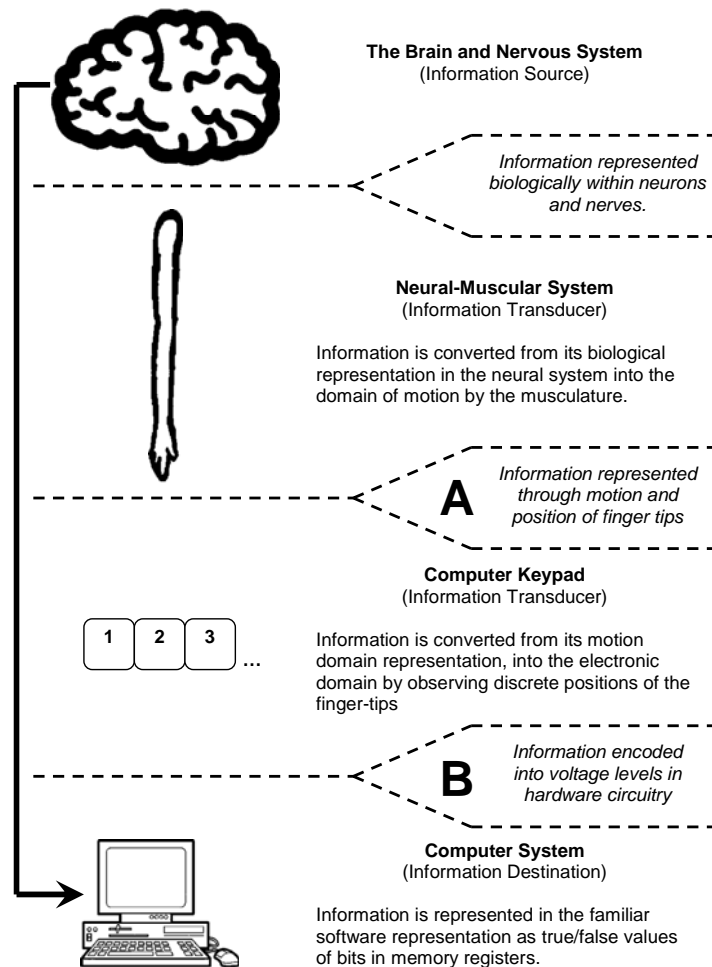 The Brain and Nervous System
(Information Source)
Information represented
biologically within neurons
and nerves.
Neural-Muscular System
(Information Transducer)
Information is converted from its biological
representation in the neural system into the
domain of motion by the musculature.
A
Information represented
through motion and
position of finger tips
Computer Keypad
(Information Transducer)
1 2 3 ...
Information is converted from its motion
domain representation, into the electronic
domain by observing discrete positions of the
finger-tips
B
Information encoded
into voltage levels in
hardware circuitry
Computer System
(Information Destination)
Information is represented in the familiar
software representation as true/false values
of bits in memory registers.